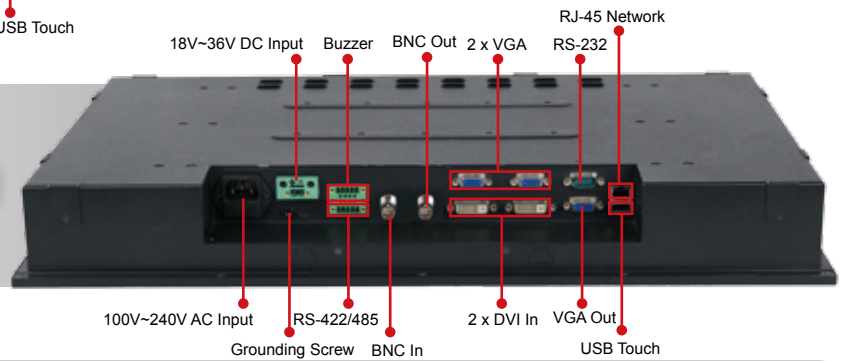 USB Touch
RJ-45 Network
18V~36V DC Input
Buzzer
BNC Out
2 x VGA
RS-232
100V~240V AC Input
RS-422/485
2 x DVI In
VGA Out
Grounding Screw
BNC In
USB Touch